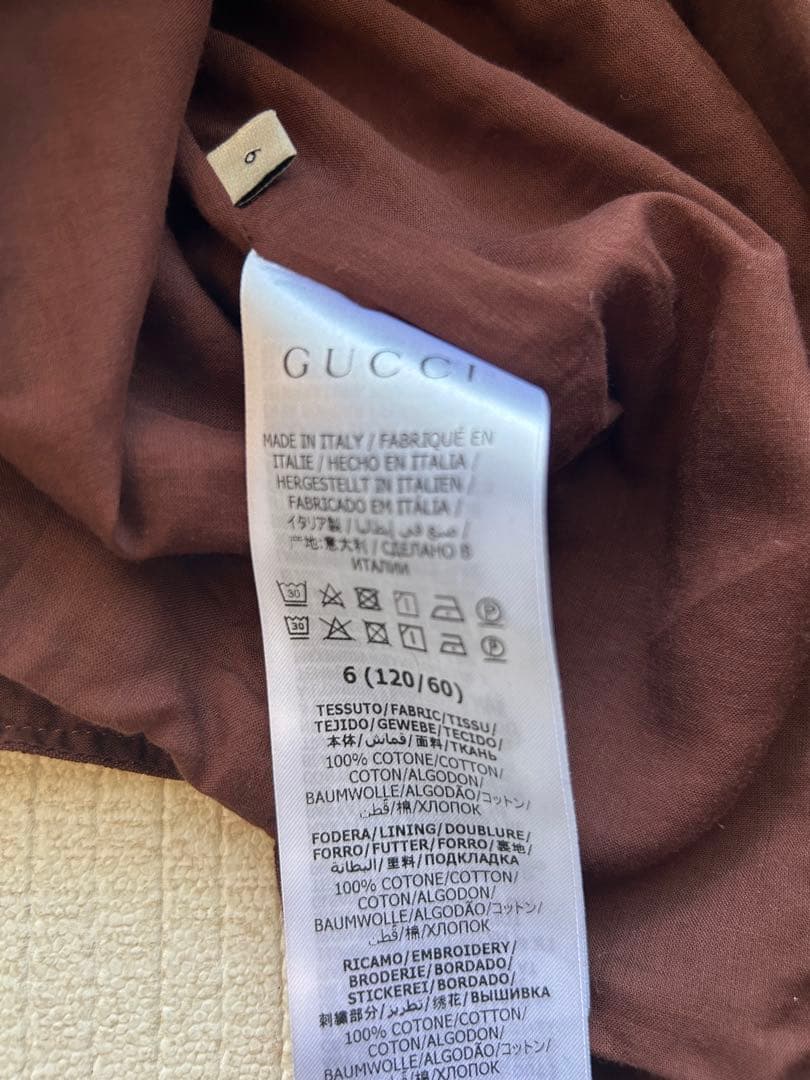 6
GUCCI
MADE IN ITALY / FABRIQUÉ EN
ITALIE / HECHO EN ITALIA /
HERGESTELLT IN ITALIEN /
FABRICADO EM ITÁLIA /
イタリア製 / صنع في إيطاليا /
产地:意大利 / СДЕЛАНО В
ИТАЛИИ
30
30
6 (120/60)
TESSUTO/FABRIC/TISSU/
TEJIDO/GEWEBE/TECIDO/
本体/قماش/面料/ТКАНЬ
100% COTONE/COTTON/
COTON/ALGODON/
BAUMWOLLE/ALGODÃO/コットン/
قطن/棉/ХЛОПОК
FODERA/LINING/DOUBLURE/
FORRO/FUTTER/FORRO/裏地/
البطانة/里料/ПОДКЛАДКА
100% COTONE/COTTON/
COTON/ALGODON/
BAUMWOLLE/ALGODÃO/コットン/
قطن/棉/ХЛОПОК
RICAMO/EMBROIDERY/
BRODERIE/BORDADO/
STICKEREI/BORDADO/
刺繍部分/تطريز/绣花/ВЫШИВКА
100% COTONE/COTTON/
COTON/ALGODON/
BAUMWOLLE/ALGODÃO/コットン/
قطن/棉/ХЛОПОК